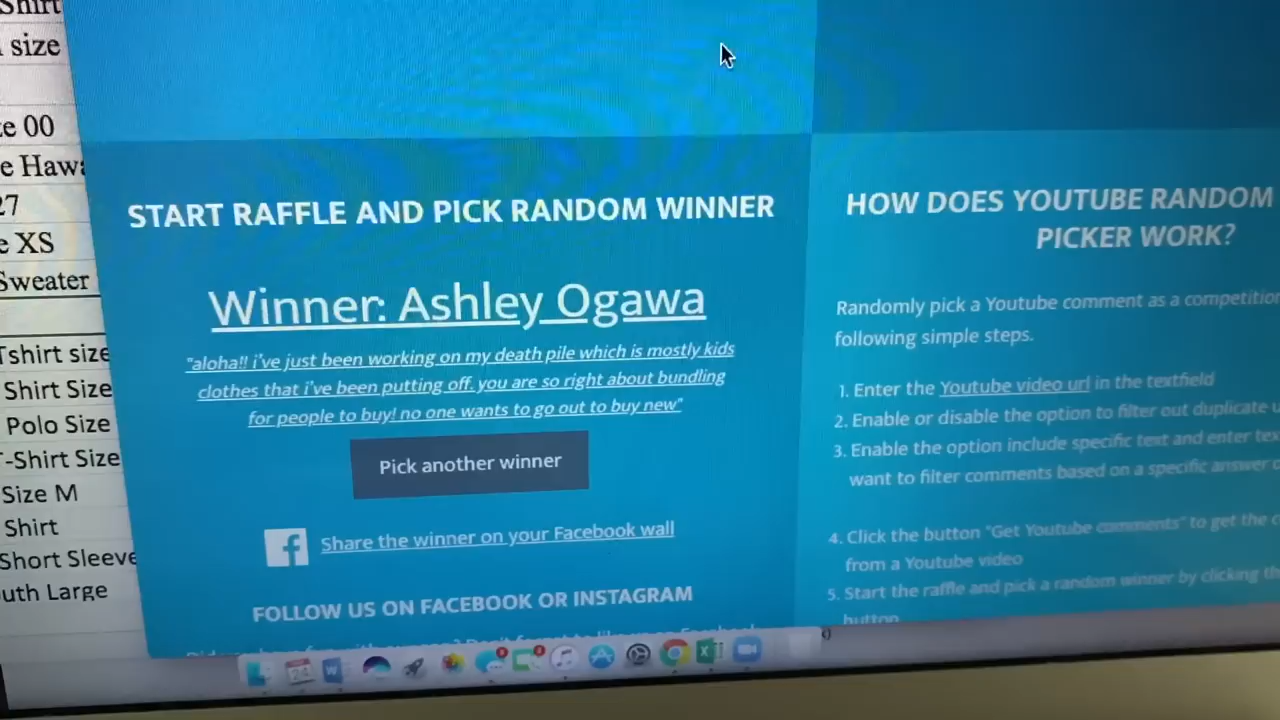 size
ze 00
27
XS
Sweater
Tshirt size
Shirt Size
Polo Size
T-Shirt Size
Size M
Shirt
Short Sleeve
uth Large
START RAFFLE AND PICK RANDOM WINNER
Winner: Ashley Ogawa
"aloha!! i've just been working on my death pile which is mostly kids
clothes that i've been putting off. you are so right about bundling
for people to buy! no one wants to go out to buy new"
Pick another winner
Share the winner on your Facebook wall
FOLLOW US ON FACEBOOK OR INSTAGRAM
HOW DOES YOUTUBE RANDOM
PICKER WORK?
Randomly pick a Youtube comment as a competition
following simple steps.
1. Enter the Youtube video url in the textfield
2. Enable or disable the option to filter out duplicate
3. Enable the option include specific text and enter
want to filter comments based on a specific answer
4. Click the button "Get Youtube comments" to get the
from a Youtube video
5. Start the raffle and pick a random winner by clicking
button